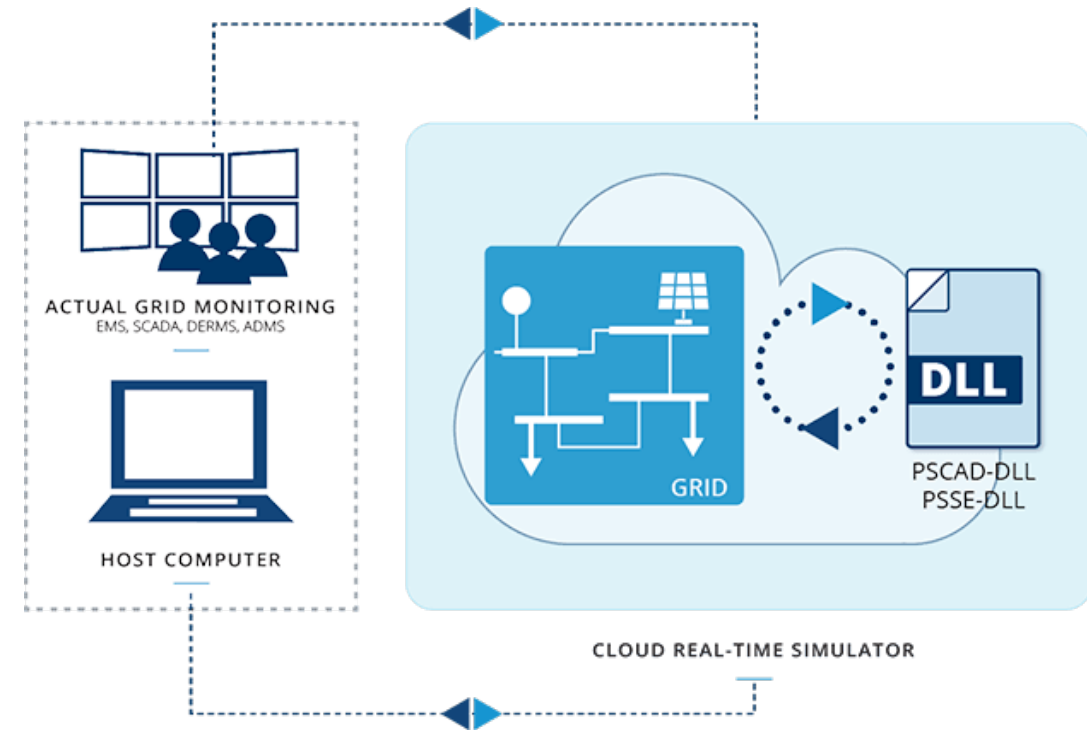 ACTUAL GRID MONITORING
EMS, SCADA, DERMS, ADMS
HOST COMPUTER
GRID
DLL
PSCAD-DLL
PSSE-DLL
CLOUD REAL-TIME SIMULATOR